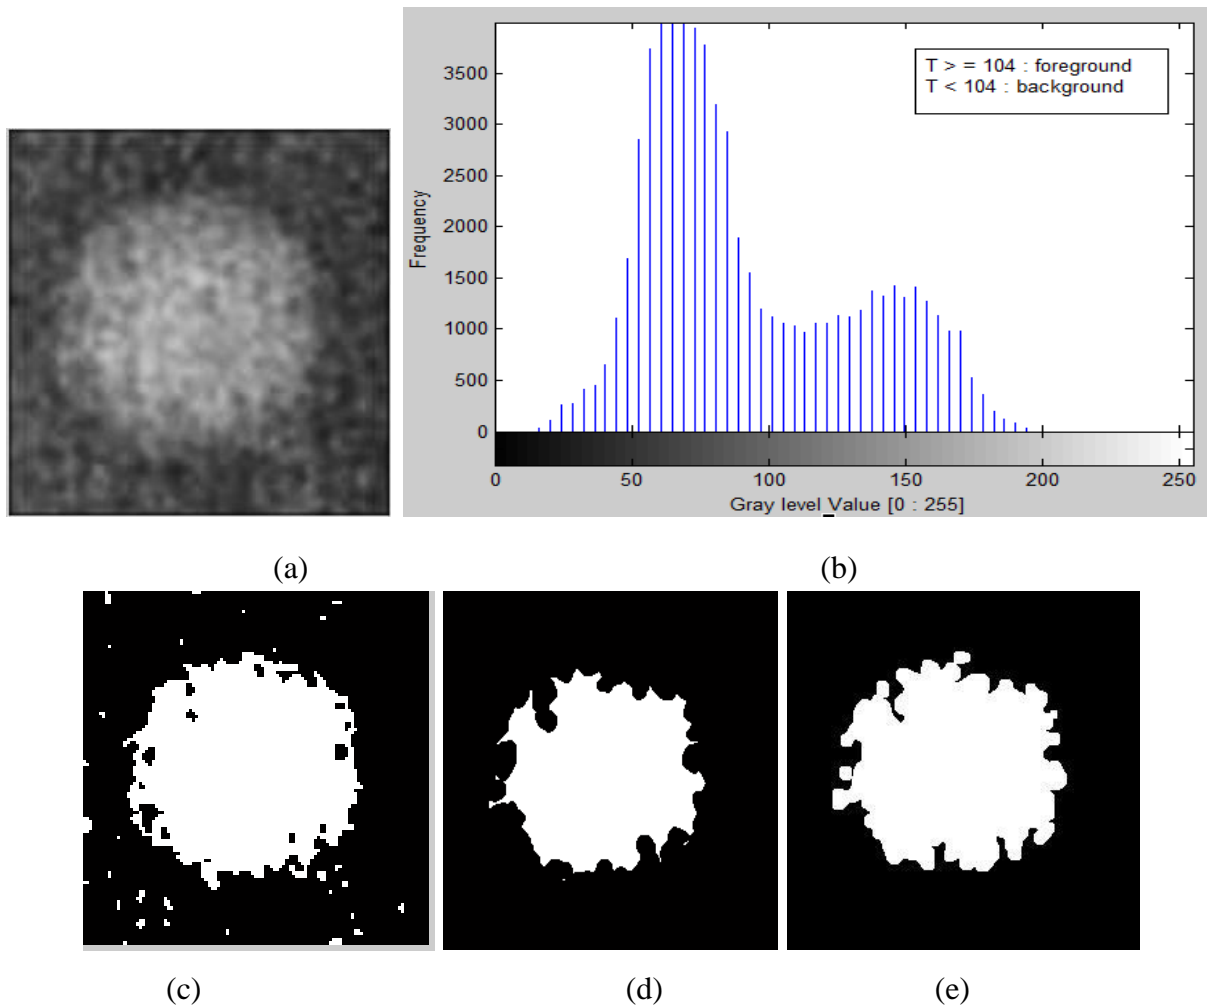 T > = 104 : foreground
T < 104 : background
3500
3000
2500
2000
1500
1000
500
0
Frequency
0 50 100 150 200 250
Gray level Value [0 : 255]
(a) (b)
(c) (d) (e)